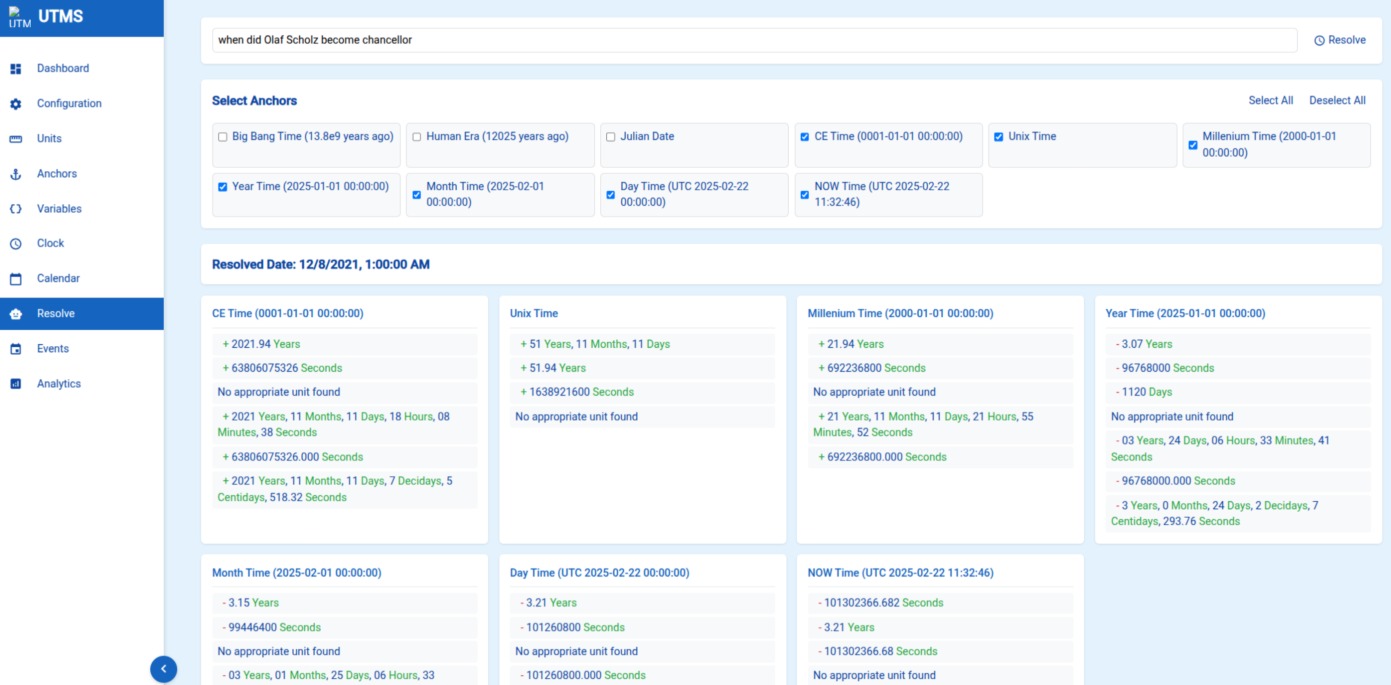 UTM UTMS
Dashboard
Configuration
Units
Anchors
Variables
Clock
Calendar
Resolve
Events
Analytics
when did Olaf Scholz become chancellor
Resolve
Select Anchors
Select All
Deselect All
Big Bang Time (13.8e9 years ago)
Human Era (12025 years ago)
Julian Date
CE Time (0001-01-01 00:00:00)
Unix Time
Millenium Time (2000-01-01
00:00:00)
Year Time (2025-01-01 00:00:00)
Month Time (2025-02-01
00:00:00)
Day Time (UTC 2025-02-22
00:00:00)
NOW Time (UTC 2025-02-22
11:32:46)
Resolved Date: 12/8/2021, 1:00:00 AM
CE Time (0001-01-01 00:00:00)
+ 2021.94 Years
+ 63806075326 Seconds
No appropriate unit found
+ 2021 Years, 11 Months, 11 Days, 18 Hours, 08
Minutes, 38 Seconds
+ 63806075326.000 Seconds
+ 2021 Years, 11 Months, 11 Days, 7 Decidays, 5
Centidays, 518.32 Seconds
Unix Time
+ 51 Years, 11 Months, 11 Days
+ 51.94 Years
+ 1638921600 Seconds
No appropriate unit found
Millenium Time (2000-01-01 00:00:00)
+ 21.94 Years
+ 692236800 Seconds
No appropriate unit found
+ 21 Years, 11 Months, 11 Days, 21 Hours, 55
Minutes, 52 Seconds
+ 692236800.000 Seconds
Year Time (2025-01-01 00:00:00)
- 3.07 Years
- 96768000 Seconds
- 1120 Days
No appropriate unit found
- 03 Years, 24 Days, 06 Hours, 33 Minutes, 41
Seconds
- 96768000.000 Seconds
- 3 Years, 0 Months, 24 Days, 2 Decidays, 7
Centidays, 293.76 Seconds
Month Time (2025-02-01 00:00:00)
- 3.15 Years
- 99446400 Seconds
No appropriate unit found
- 03 Years, 01 Months, 25 Days, 06 Hours, 33
Day Time (UTC 2025-02-22 00:00:00)
- 3.21 Years
- 101260800 Seconds
No appropriate unit found
- 101260800.000 Seconds
NOW Time (UTC 2025-02-22 11:32:46)
- 101302366.682 Seconds
- 3.21 Years
- 101302366.68 Seconds
No appropriate unit found